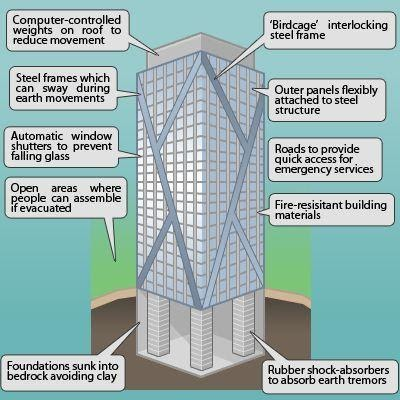 Computer-controlled
weights on roof to
reduce movement
'Birdcage' interlocking
steel frame
Steel frames which
can sway during
earth movements
Outer panels flexibly
attached to steel
structure
Automatic window
shutters to prevent
falling glass
Roads to provide
quick access for
emergency services
Open areas where
people can assemble
if evacuated
Fire-resisitant building
materials
Foundations sunk into
bedrock avoiding clay
Rubber shock-absorbers
to absorb earth tremors